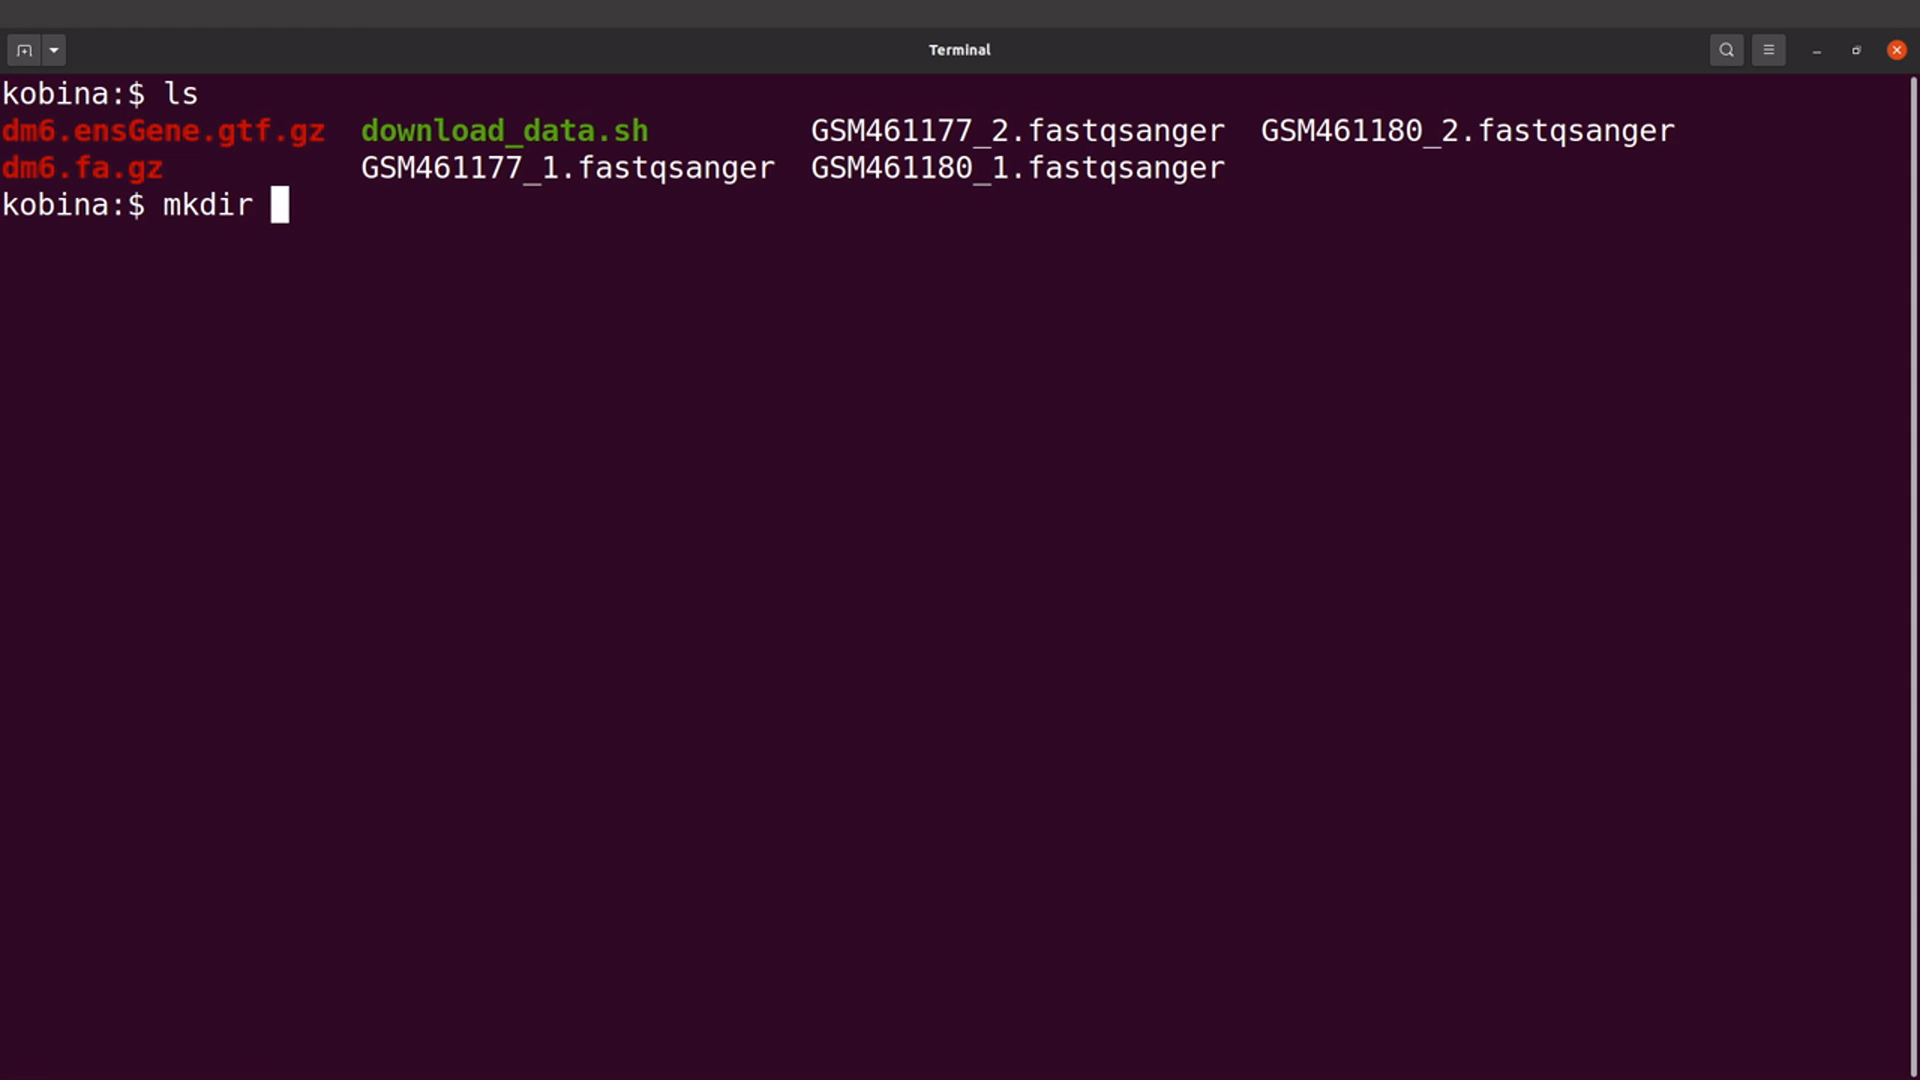 Terminal
kobina:$ ls
dm6.ensGene.gtf.gz  download_data.sh         GSM461177_2.fastqsanger  GSM461180_2.fastqsanger
dm6.fa.gz           GSM461177_1.fastqsanger  GSM461180_1.fastqsanger
kobina:$ mkdir